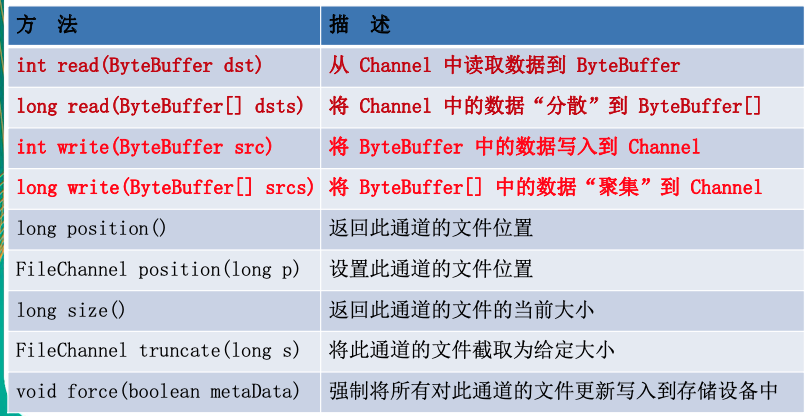 方 法 描 述
int read(ByteBuffer dst) 从 Channel 中读取数据到 ByteBuffer
long read(ByteBuffer[] dsts) 将 Channel 中的数据“分散”到 ByteBuffer[]
int write(ByteBuffer src) 将 ByteBuffer 中的数据写入到 Channel
long write(ByteBuffer[] srcs) 将 ByteBuffer[] 中的数据“聚集”到 Channel
long position() 返回此通道的文件位置
FileChannel position(long p) 设置此通道的文件位置
long size() 返回此通道的文件的当前大小
FileChannel truncate(long s) 将此通道的文件截取为给定大小
void force(boolean metaData) 强制将所有对此通道的文件更新写入到存储设备中